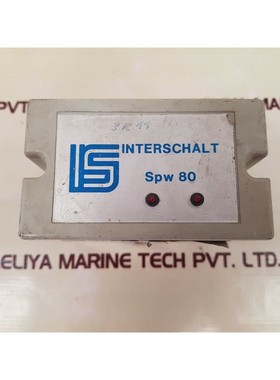 INTERSCHALT
Spw 80
PVT.
ELIYA MARINE TECH PVT. LTD.